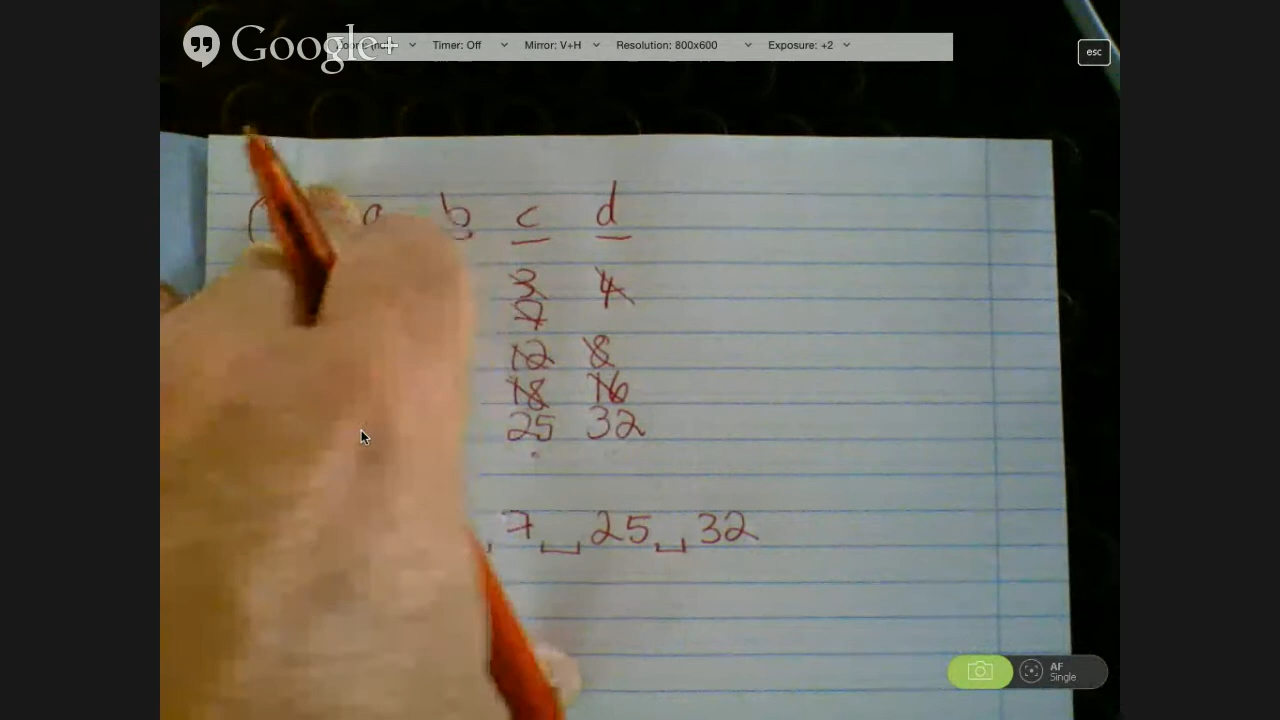 Google+
Timer: Off Mirror: V+H Resolution: 800x600 Exposure: +2
esc
a b c d
3 4
7
12 8
18 16
25 32
7 25 32
AF
Single